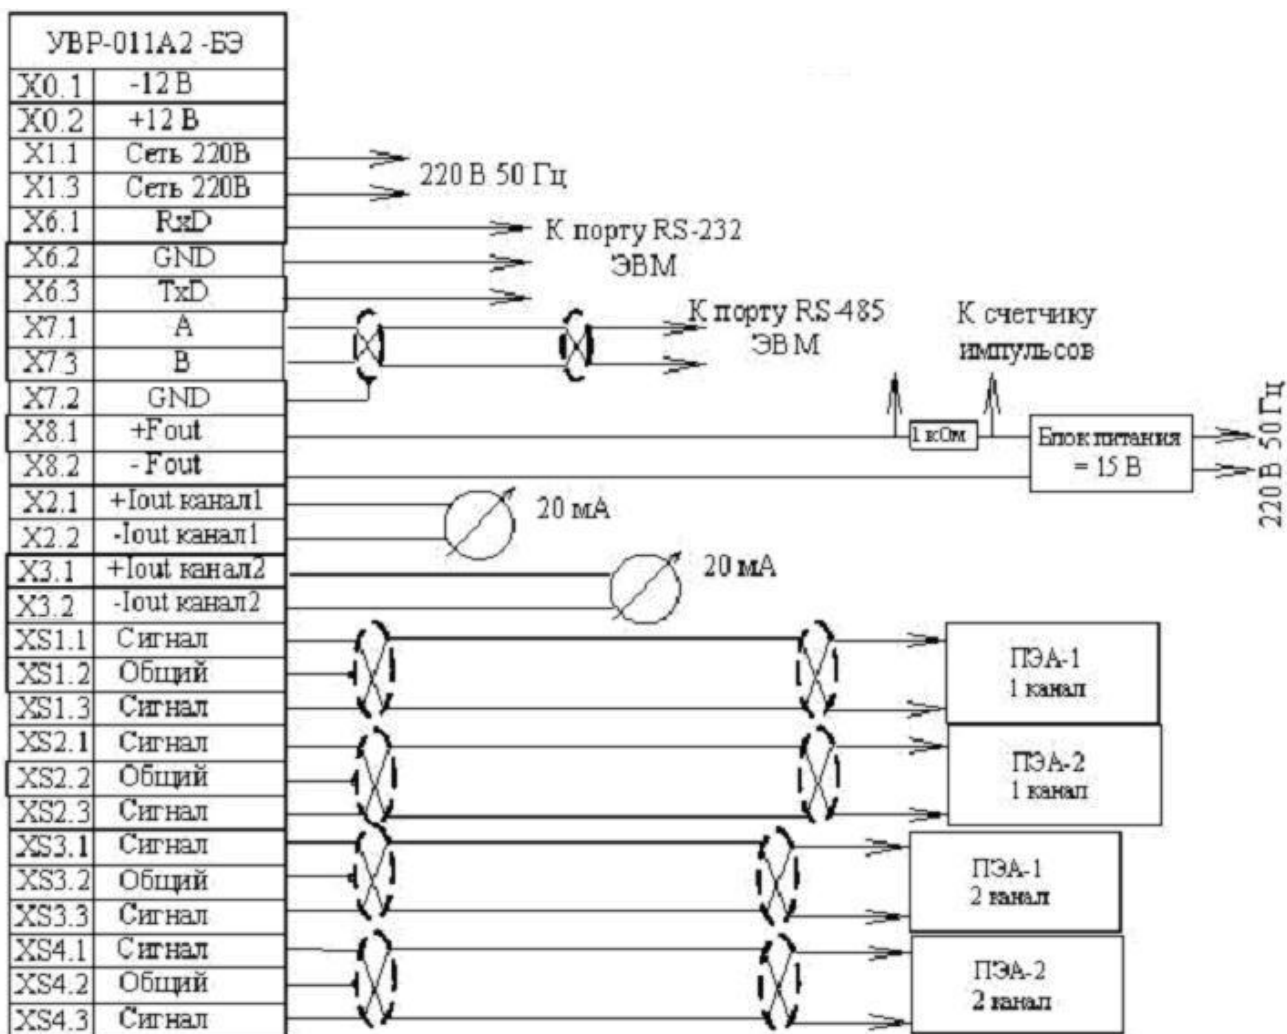 УВР-011А2 -БЭ
X0.1 -12 В
X0.2 +12 В
X1.1 Сеть 220В
X1.3 Сеть 220В
220 В 50 Гц
X6.1 RxD
X6.2 GND
X6.3 TxD
К порту RS-232
ЭВМ
X7.1 A
X7.3 B
X7.2 GND
К порту RS-485
ЭВМ
К счетчику
импульсов
X8.1 +Fout
X8.2 - Fout
1 кОм
Блок питания
= 15 В
220 В 50 Гц
X2.1 +Iout канал1
X2.2 -Iout канал1
20 мА
X3.1 +Iout канал2
X3.2 -Iout канал2
20 мА
XS1.1 Сигнал
XS1.2 Общий
XS1.3 Сигнал
ПЭА-1
1 канал
XS2.1 Сигнал
XS2.2 Общий
XS2.3 Сигнал
ПЭА-2
1 канал
XS3.1 Сигнал
XS3.2 Общий
XS3.3 Сигнал
ПЭА-1
2 канал
XS4.1 Сигнал
XS4.2 Общий
XS4.3 Сигнал
ПЭА-2
2 канал